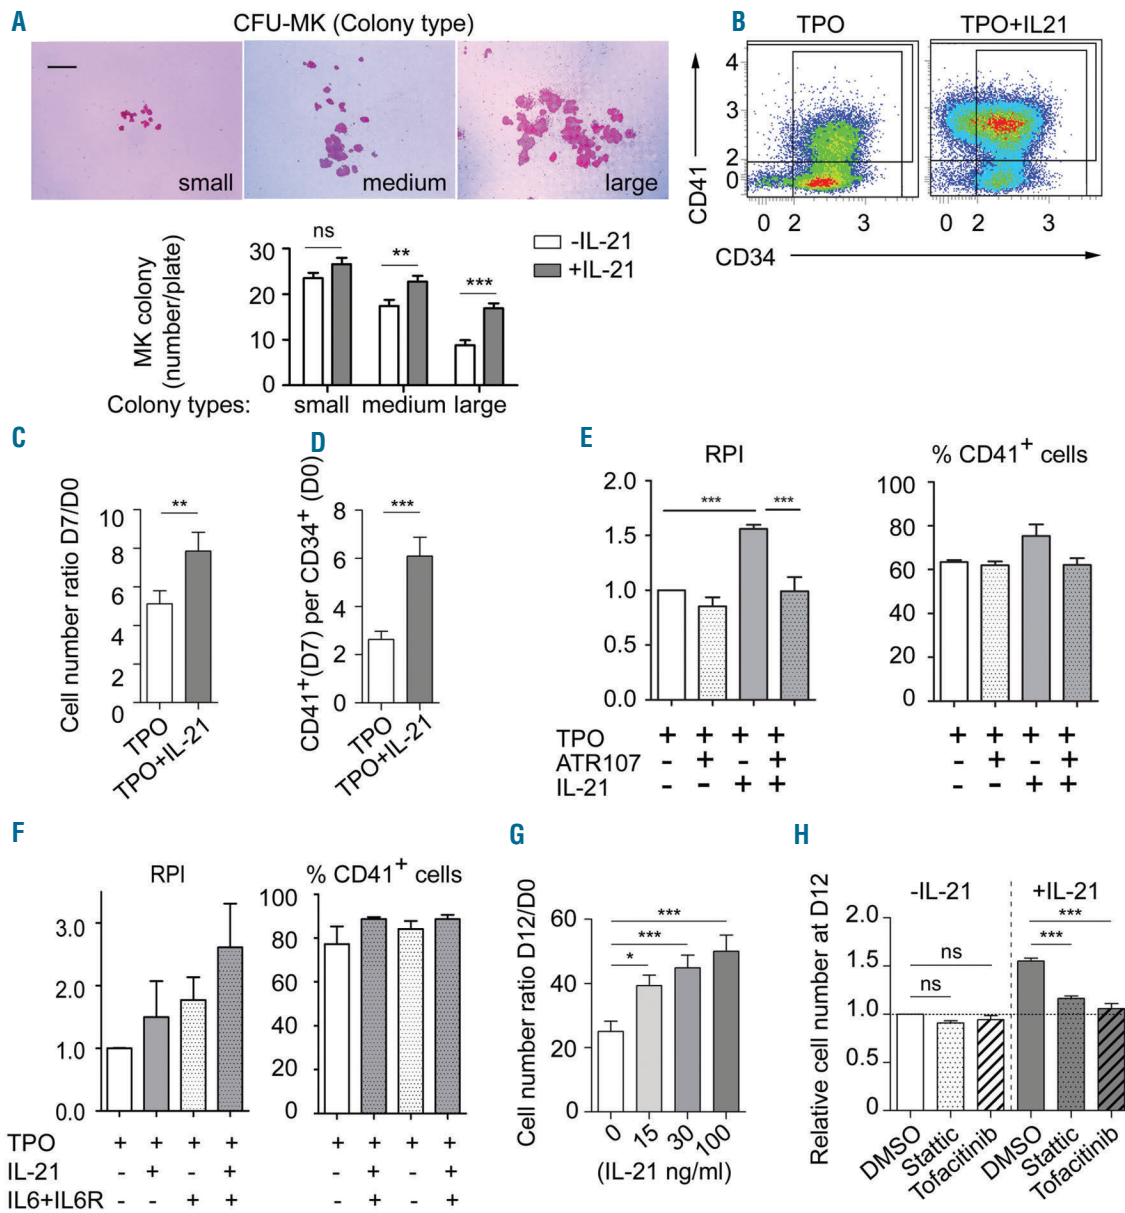 A
CFU-MK (Colony type)
small
medium
large
ns
**
***
-IL-21
+IL-21
30
20
10
0
MK colony
(number/plate)
Colony types:
small medium large
B
TPO
TPO+IL21
4
3
2
0
CD41
0 2 3
0 2 3
CD34
C
Cell number ratio D7/D0
10
8
6
4
2
0
**
TPO
TPO+IL-21
D
CD41+(D7) per CD34+ (D0)
8
6
4
2
0
***
TPO
TPO+IL-21
E
RPI
2.0
1.5
1.0
0.5
0.0
*** ***
% CD41+ cells
100
80
60
40
20
0
TPO + + + + + + + +
ATR107 - + - + - + - +
IL-21 - - + + - - + +
F
RPI
3.0
2.0
1.0
0.0
% CD41+ cells
100
80
60
40
20
0
TPO + + + + + + + +
IL-21 - + - + - + - +
IL6+IL6R - - + + - + - +
G
Cell number ratio D12/D0
60
40
20
0
***
***
*
0 15 30 100
(IL-21 ng/ml)
H
-IL-21 +IL-21
Relative cell number at D12
2.0
1.5
1.0
0.5
0
ns
ns
***
***
DMSO
Stattic
Tofacitinib
DMSO
Stattic
Tofacitinib